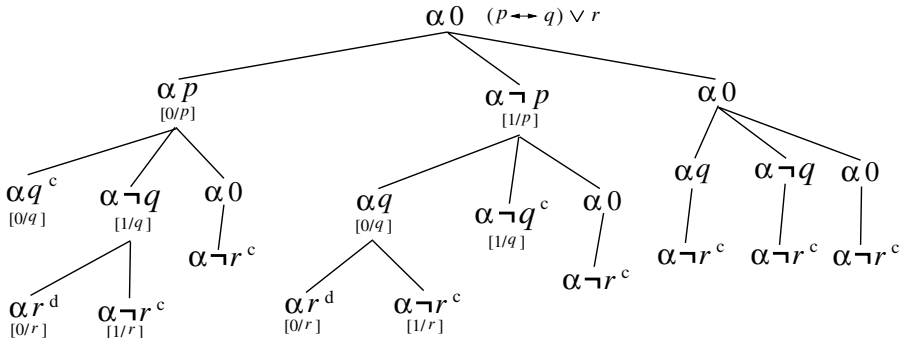 α0 (p ↔ q) ∨ r
αp α¬p α0
[0/p] [1/p]
αq ᶜ α¬q α0 αq α¬q ᶜ α0 αq α¬q α0
[0/q] [1/q] [0/q] [1/q]
α¬r ᶜ α¬r ᶜ α¬r ᶜ α¬r ᶜ α¬r ᶜ
αr ᵈ α¬r ᶜ αr ᵈ α¬r ᶜ
[0/r] [1/r] [0/r] [1/r]